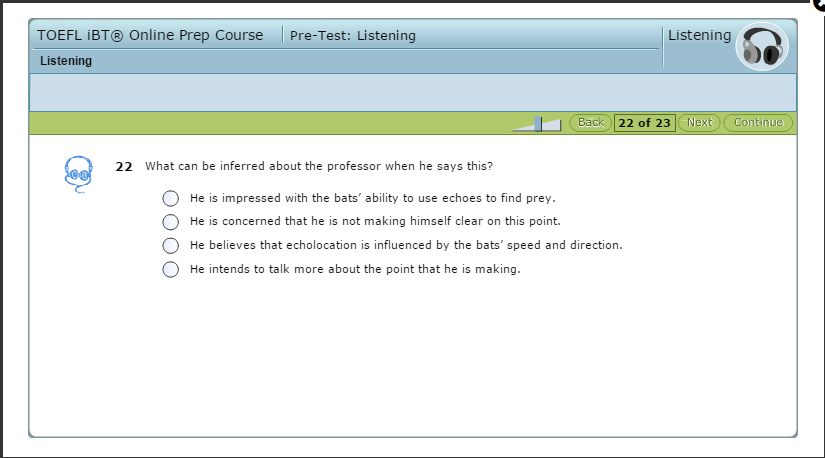 TOEFL iBT® Online Prep Course Pre-Test: Listening Listening
Listening
Back 22 of 23 Next Continue
22 What can be inferred about the professor when he says this?
He is impressed with the bats’ ability to use echoes to find prey.
He is concerned that he is not making himself clear on this point.
He believes that echolocation is influenced by the bats’ speed and direction.
He intends to talk more about the point that he is making.